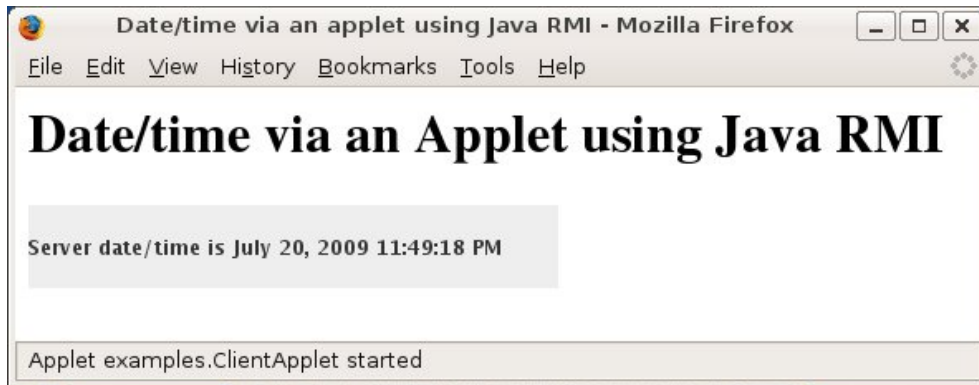 Date/time via an applet using Java RMI - Mozilla Firefox
File Edit View History Bookmarks Tools Help
Date/time via an Applet using Java RMI
Server date/time is July 20, 2009 11:49:18 PM
Applet examples.ClientApplet started